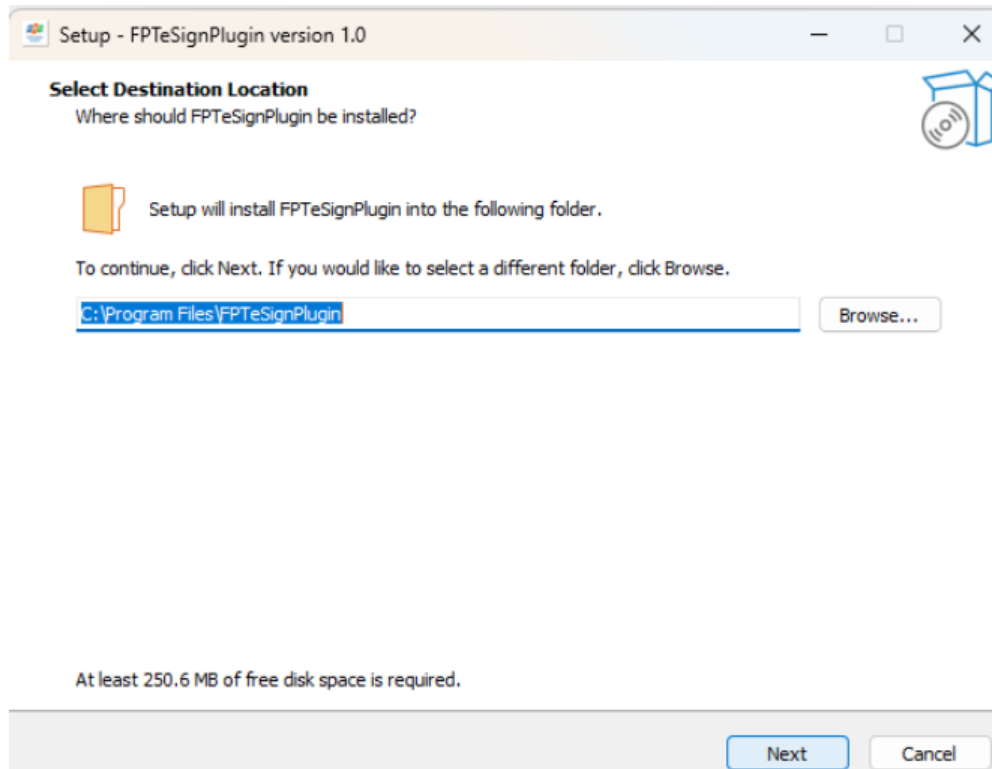 Setup - FPTeSignPlugin version 1.0
Select Destination Location
Where should FPTeSignPlugin be installed?
Setup will install FPTeSignPlugin into the following folder.
To continue, click Next. If you would like to select a different folder, click Browse.
C:\Program Files\FPTeSignPlugin
Browse...
At least 250.6 MB of free disk space is required.
Next
Cancel